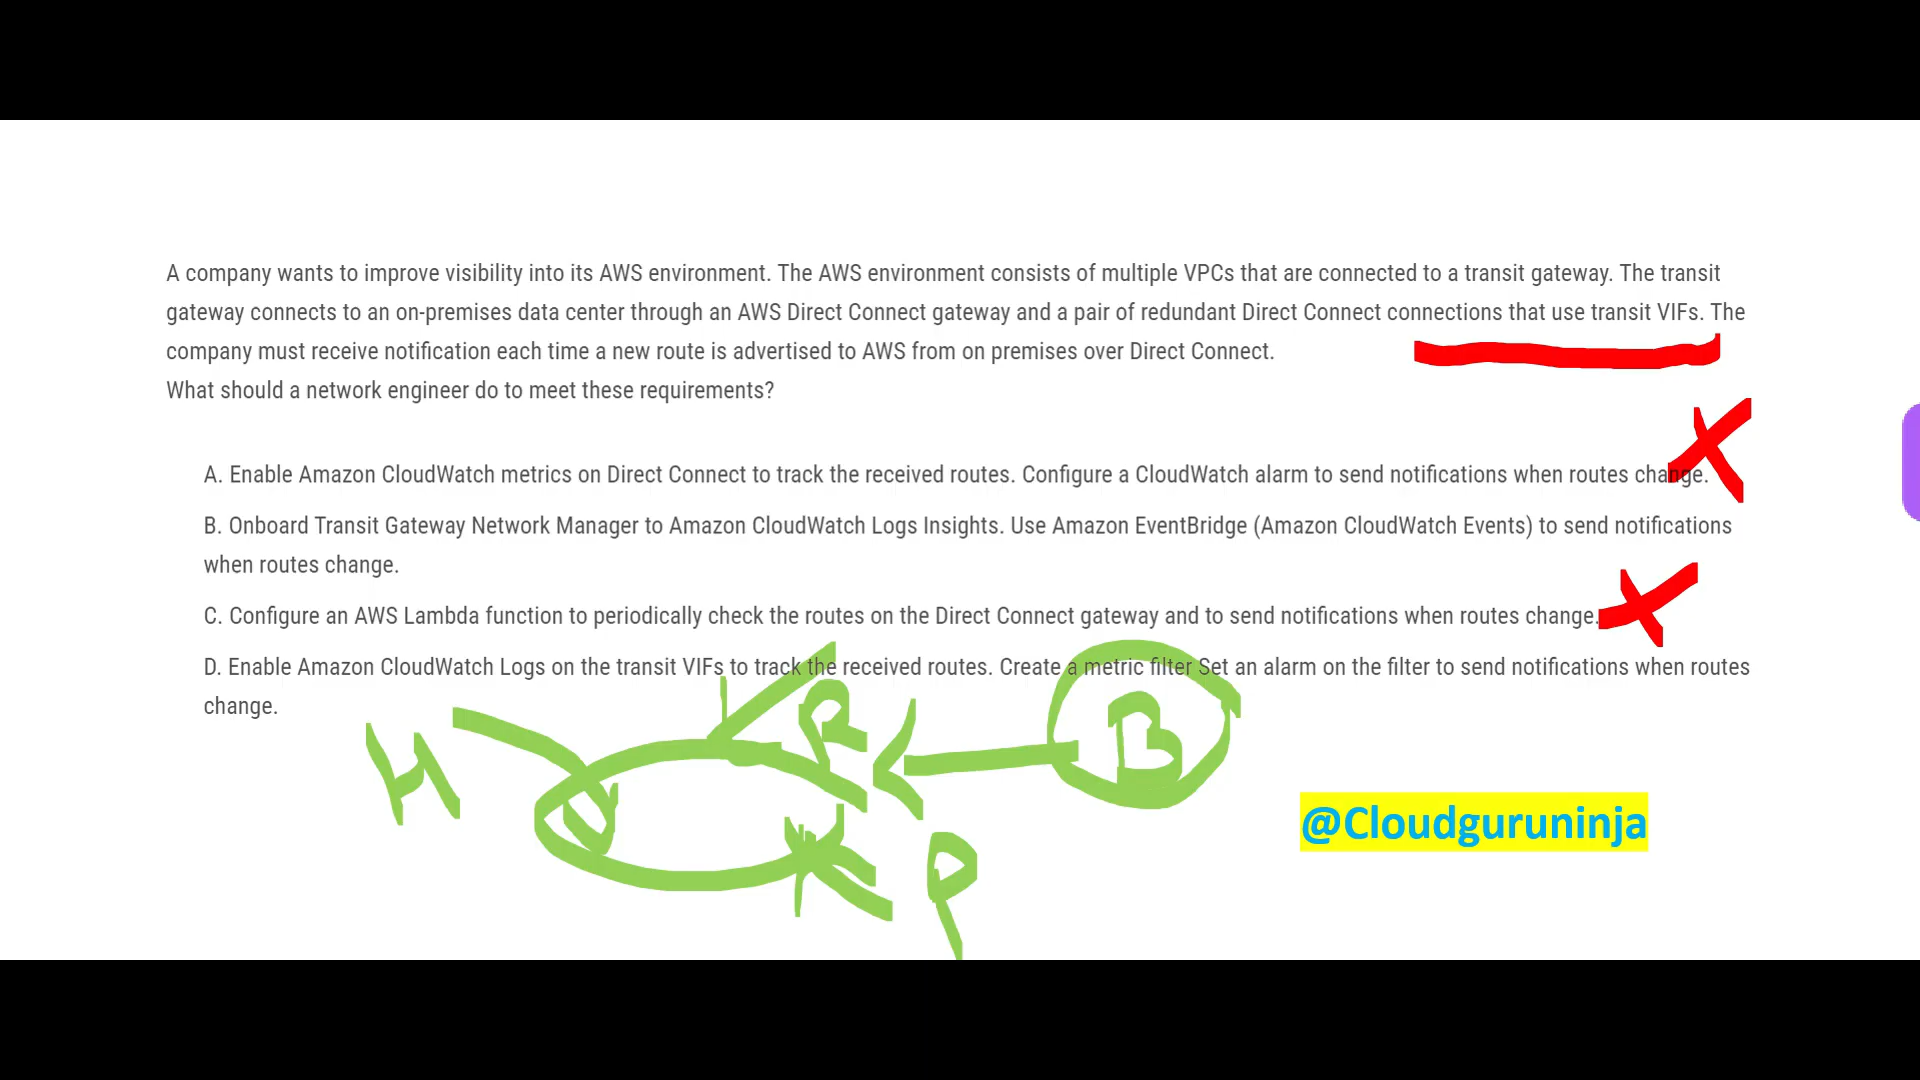 A company wants to improve visibility into its AWS environment. The AWS environment consists of multiple VPCs that are connected to a transit gateway. The transit
gateway connects to an on-premises data center through an AWS Direct Connect gateway and a pair of redundant Direct Connect connections that use transit VIFs. The
company must receive notification each time a new route is advertised to AWS from on premises over Direct Connect.
What should a network engineer do to meet these requirements?
A. Enable Amazon CloudWatch metrics on Direct Connect to track the received routes. Configure a CloudWatch alarm to send notifications when routes change.
B. Onboard Transit Gateway Network Manager to Amazon CloudWatch Logs Insights. Use Amazon EventBridge (Amazon CloudWatch Events) to send notifications
when routes change.
C. Configure an AWS Lambda function to periodically check the routes on the Direct Connect gateway and to send notifications when routes change.
D. Enable Amazon CloudWatch Logs on the transit VIFs to track the received routes. Create a metric filter Set an alarm on the filter to send notifications when routes
change.
H
R
B
P
@Cloudguruninja